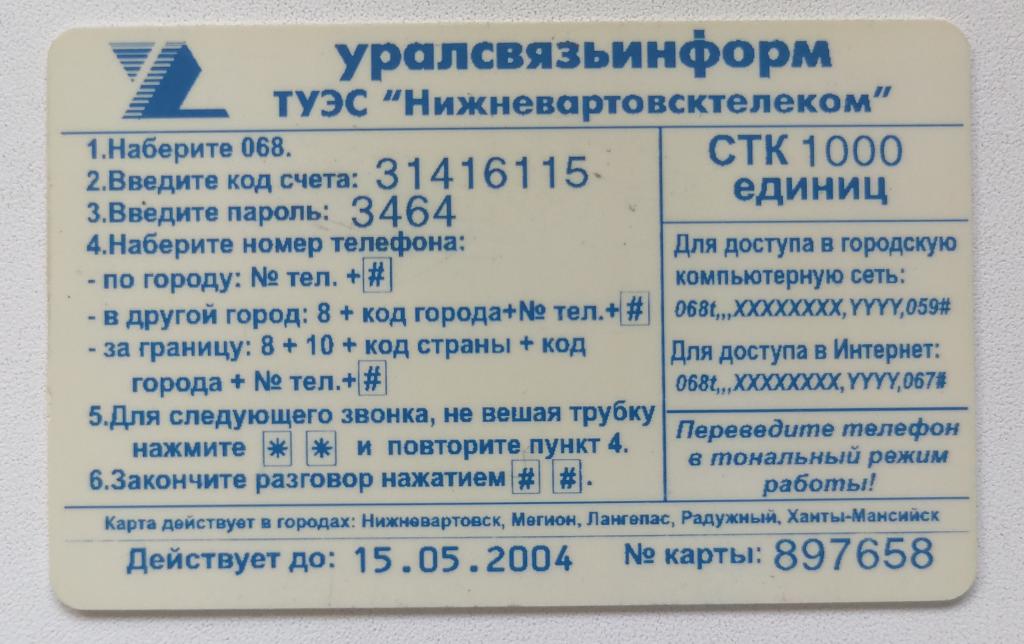 уралсвязьинформ
ТУЭС "Нижневартовсктелеком"
1.Наберите 068.
2.Введите код счета: 31416115
3.Введите пароль: 3464
4.Наберите номер телефона:
- по городу: № тел. + #
- в другой город: 8 + код города+№ тел.+ #
- за границу: 8 + 10 + код страны + код
города + № тел.+ #
5.Для следующего звонка, не вешая трубку
нажмите * * и повторите пункт 4.
6.Закончите разговор нажатием # #.
СТК 1000
единиц
Для доступа в городскую
компьютерную сеть:
068t,,,XXXXXXXX,YYYY,059#
Для доступа в Интернет:
068t,,,XXXXXXXX,YYYY,067#
Переведите телефон
в тональный режим
работы!
Карта действует в городах: Нижневартовск, Мегион, Лангепас, Радужный, Ханты-Мансийск
Действует до: 15.05.2004 № карты: 897658